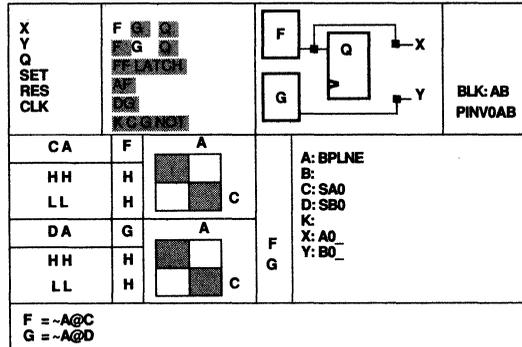 X F G Q
Y F G Q
Q FF LATCH
SET AF
RES DG
CLK K C G NOT
F
Q
X
G
Y
BLK: AB
PINV0AB
C A F A
H H H
L L H C
D A G A
H H H
L L H C
F
G
A: BPLNE
B:
C: SA0
D: SB0
K:
X: A0_
Y: B0_
F = ~A@C
G = ~A@D